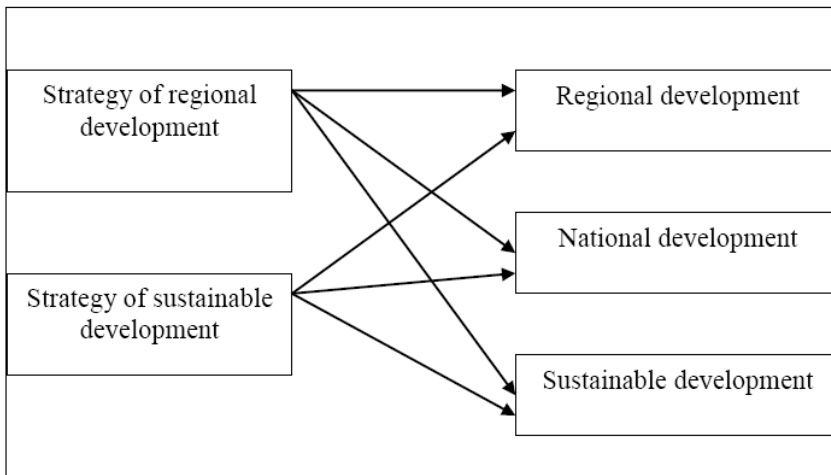 Strategy of regional
development
Regional development
National development
Strategy of sustainable
development
Sustainable development